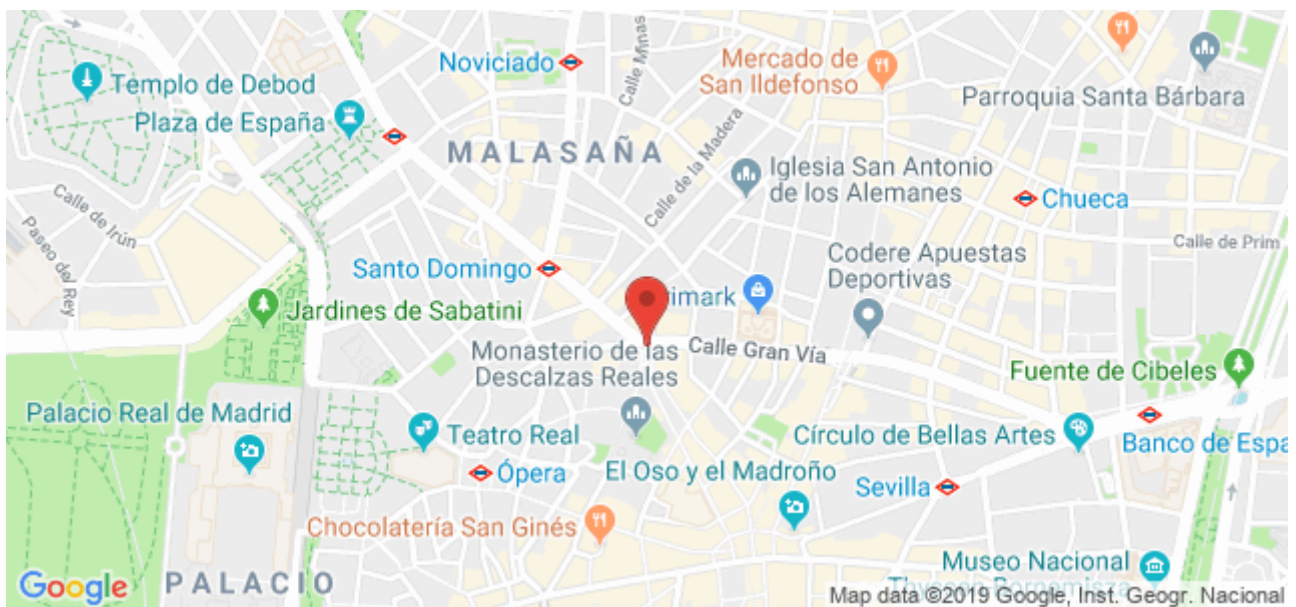 Noviciado
Calle Minas
Mercado de
San Ildefonso
Templo de Debod
Plaza de España
Parroquia Santa Bárbara
MALASAÑA
Calle de la Madera
Iglesia San Antonio
de los Alemanes
Chueca
Calle de Irún
Paseo del Rey
Calle de Prim
Santo Domingo
Codere Apuestas
Deportivas
Jardines de Sabatini
Monasterio de las
Descalzas Reales
Calle Gran Vía
Fuente de Cibeles
Palacio Real de Madrid
Teatro Real
Círculo de Bellas Artes
Banco de Espa
Ópera
El Oso y el Madroño
Sevilla
Chocolatería San Ginés
Museo Nacional
Google
PALACIO
Map data ©2019 Google, Inst. Geogr. Nacional